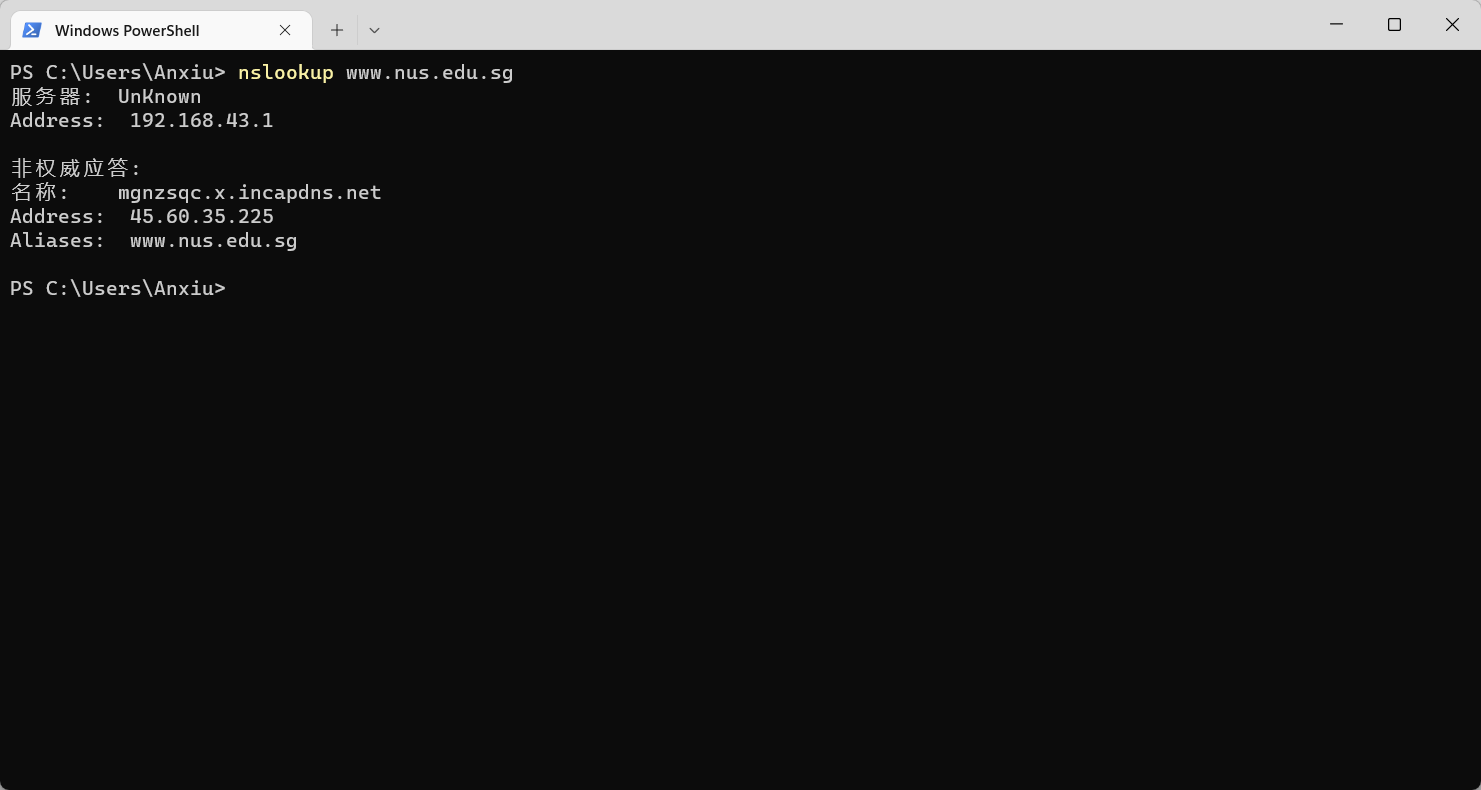 Windows PowerShell
PS C:\Users\Anxiu> nslookup www.nus.edu.sg
服务器:  UnKnown
Address:  192.168.43.1
非权威应答:
名称:    mgnzsqc.x.incapdns.net
Address:  45.60.35.225
Aliases:  www.nus.edu.sg
PS C:\Users\Anxiu>